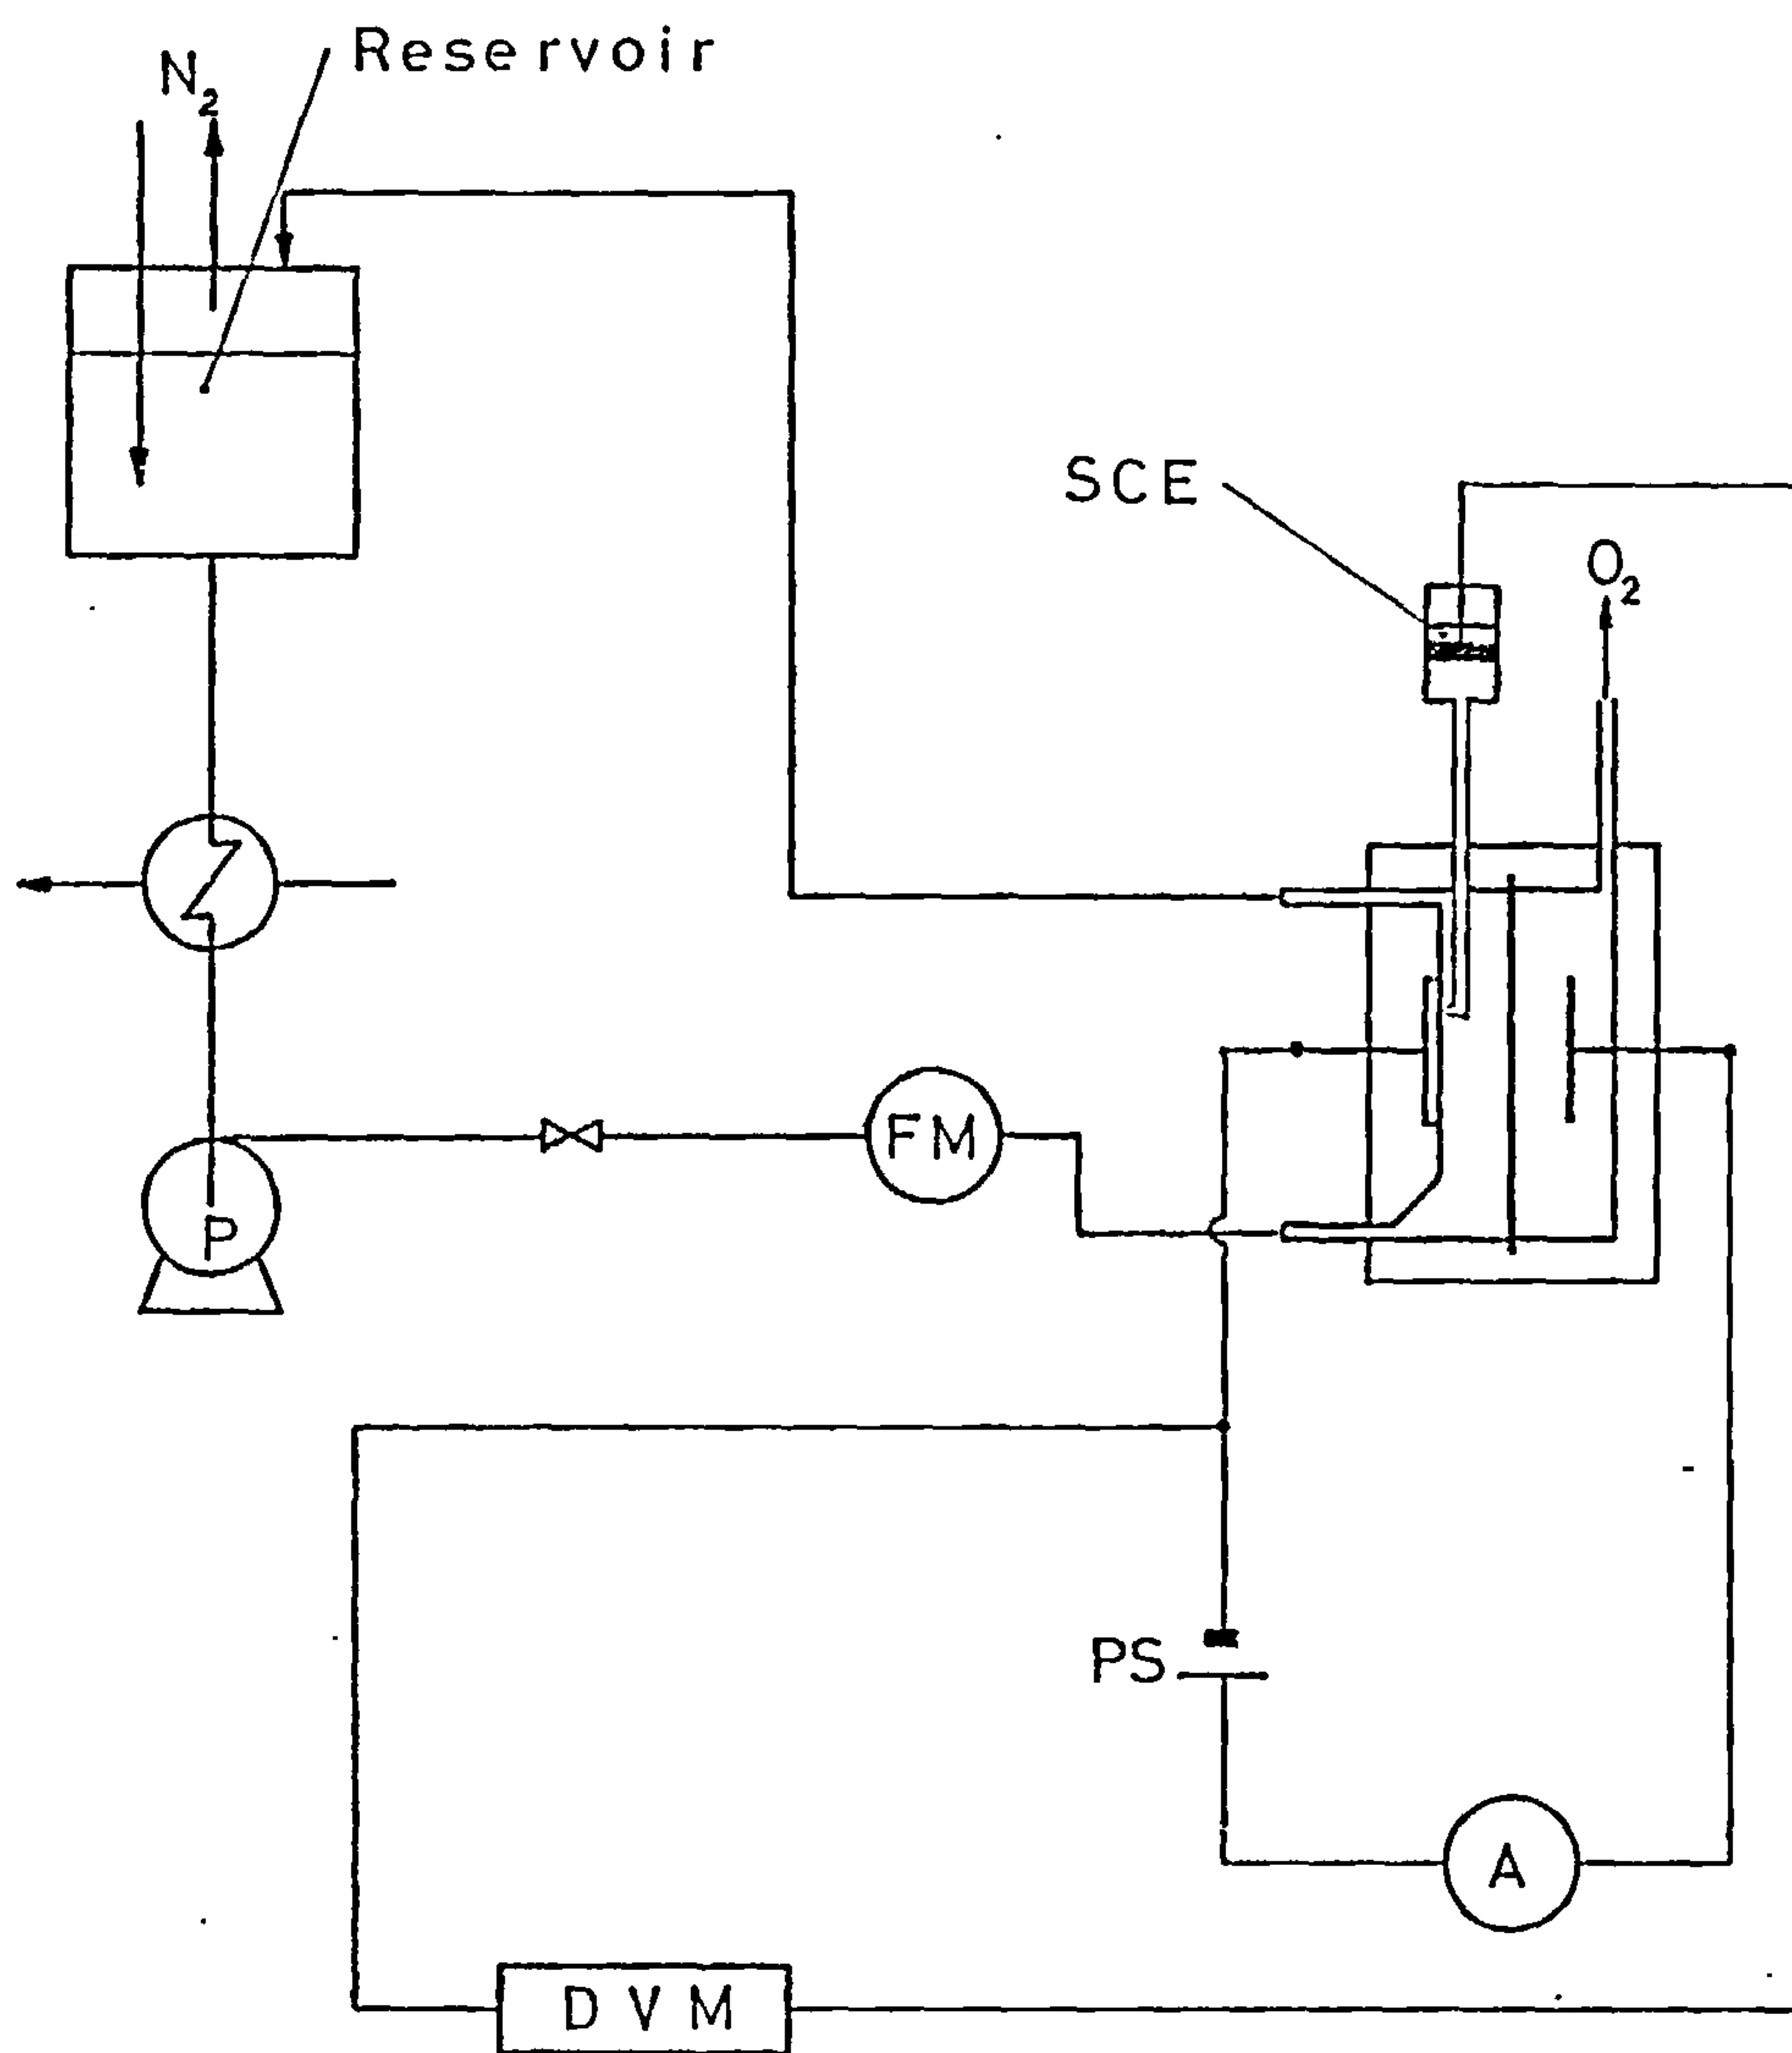 Reservoir
N₂
SCE
O₂
FM
P
PS
A
DVM